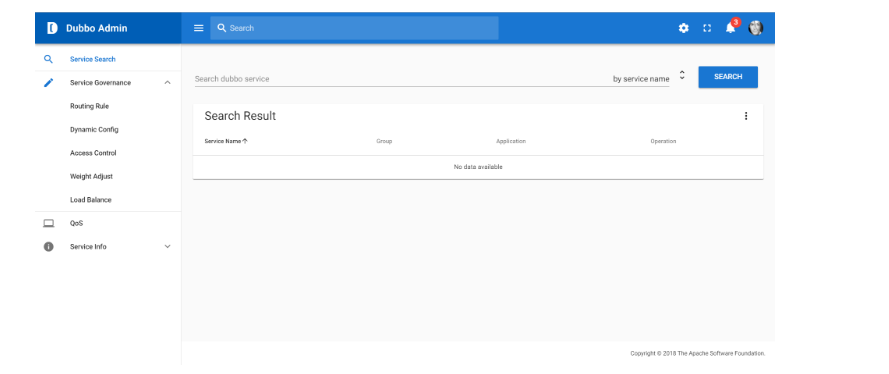 Dubbo Admin
Search
3
Service Search
Service Governance
Routing Rule
Dynamic Config
Access Control
Weight Adjust
Load Balance
QoS
Service Info
Search dubbo service
by service name
SEARCH
Search Result
Service Name
Group
Application
Operation
No data available
Copyright © 2018 The Apache Software Foundation.